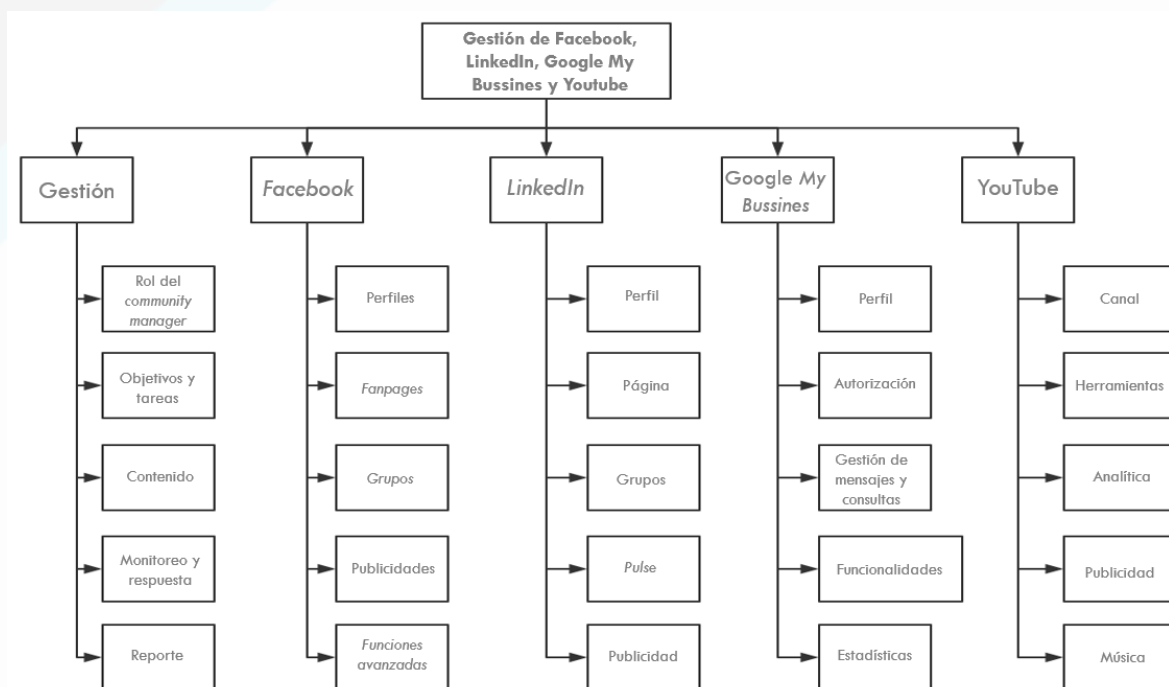 Gestión de Facebook,
LinkedIn, Google My
Bussines y Youtube
Gestión
Facebook
LinkedIn
Google My
Bussines
YouTube
Rol del
community
manager
Perfiles
Perfil
Perfil
Canal
Objetivos y
tareas
Fanpages
Página
Autorización
Herramientas
Contenido
Grupos
Grupos
Gestión de
mensajes y
consultas
Analítica
Monitoreo y
respuesta
Publicidades
Pulse
Funcionalidades
Publicidad
Reporte
Funciones
avanzadas
Publicidad
Estadísticas
Música